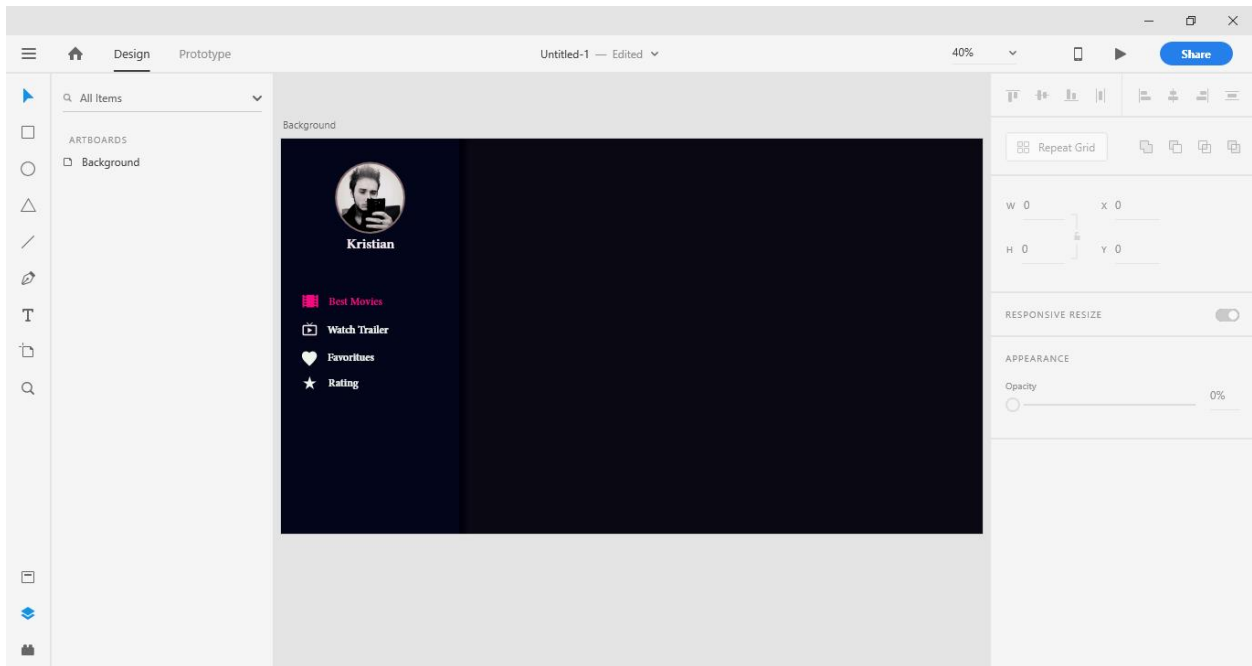 Design
Prototype
Untitled-1 — Edited
40%
Share
All Items
ARTBOARDS
Background
Background
Kristian
Best Movies
Watch Trailer
Favoritues
Rating
Repeat Grid
W 0 X 0
H 0 Y 0
RESPONSIVE RESIZE
APPEARANCE
Opacity
0%